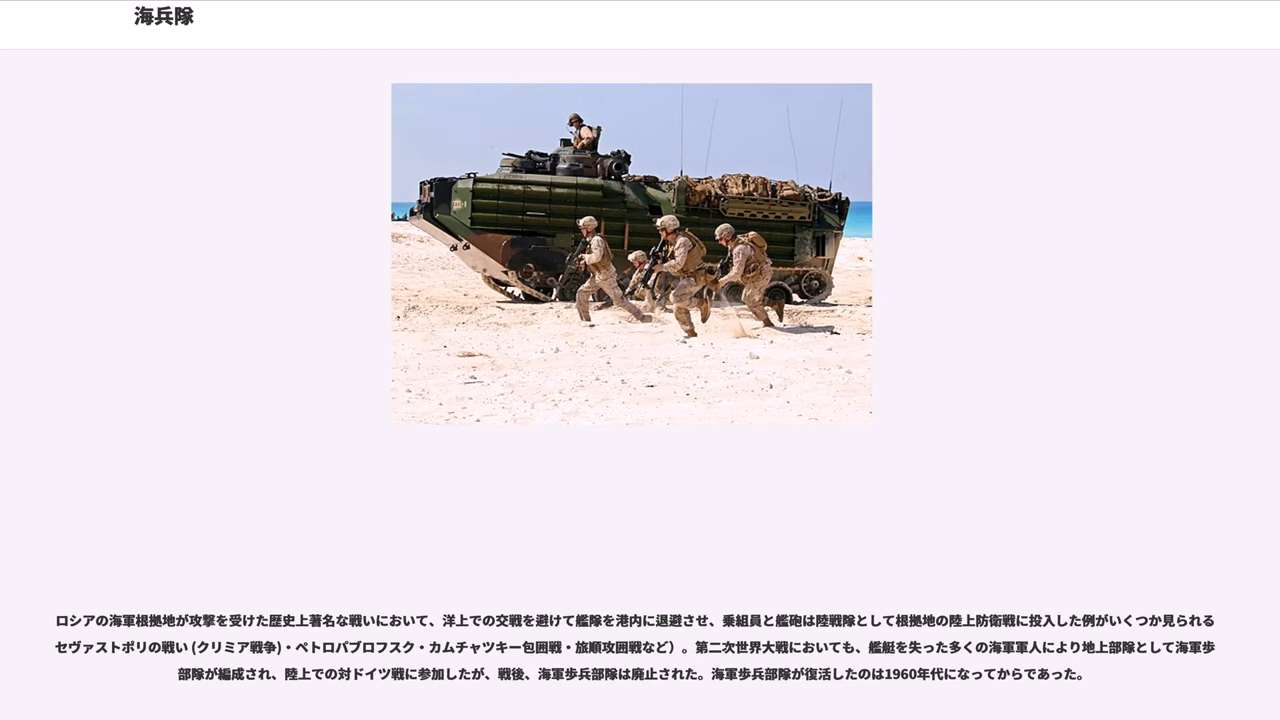 海兵隊
ロシアの海軍根拠地が攻撃を受けた歴史上著名な戦いにおいて、洋上での交戦を避けて艦隊を港内に退避させ、乗組員と艦砲は陸戦隊として根拠地の陸上防衛戦に投入した例がいくつか見られる
セヴァストポリの戦い (クリミア戦争)・ペトロパブロフスク・カムチャツキー包囲戦・旅順攻囲戦など）。第二次世界大戦においても、艦艇を失った多くの海軍軍人により地上部隊として海軍歩
部隊が編成され、陸上での対ドイツ戦に参加したが、戦後、海軍歩兵部隊は廃止された。海軍歩兵部隊が復活したのは1960年代になってからであった。